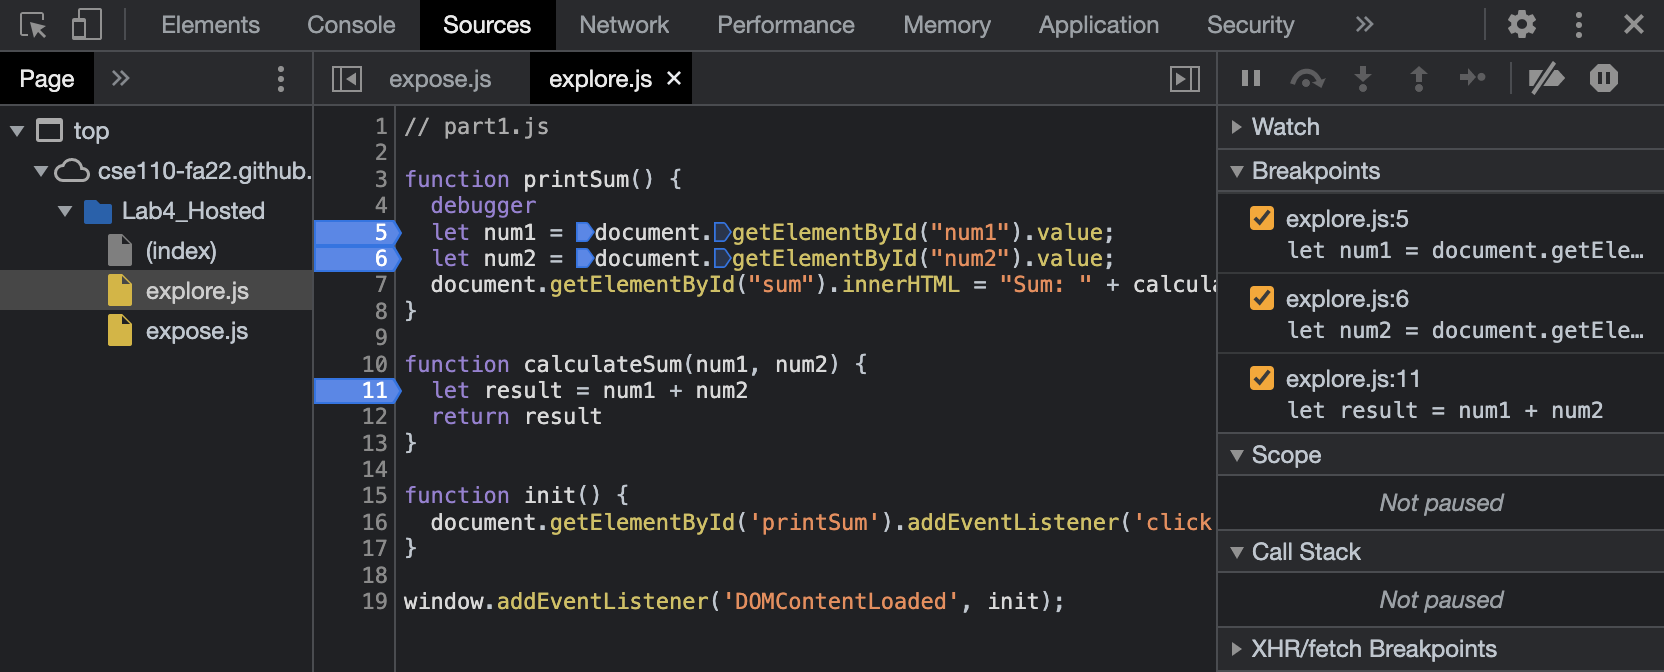 Elements Console Sources Network Performance Memory Application Security »
Page »
expose.js explore.js ×
top
cse110-fa22.github.
Lab4_Hosted
(index)
explore.js
expose.js
1 // part1.js
2
3 function printSum() {
4 debugger
5 let num1 = document.getElementById("num1").value;
6 let num2 = document.getElementById("num2").value;
7 document.getElementById("sum").innerHTML = "Sum: " + calcula
8 }
9
10 function calculateSum(num1, num2) {
11 let result = num1 + num2
12 return result
13 }
14
15 function init() {
16 document.getElementById('printSum').addEventListener('click
17 }
18
19 window.addEventListener('DOMContentLoaded', init);
Watch
Breakpoints
explore.js:5
let num1 = document.getEle…
explore.js:6
let num2 = document.getEle…
explore.js:11
let result = num1 + num2
Scope
Not paused
Call Stack
Not paused
XHR/fetch Breakpoints